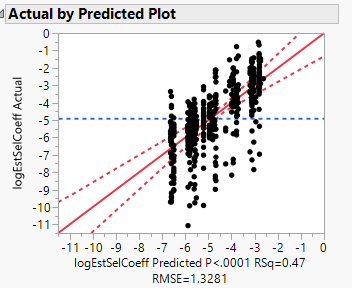 Actual by Predicted Plot
logEstSelCoeff Actual
0
-1
-2
-3
-4
-5
-6
-7
-8
-9
-10
-11
-11 -10 -9 -8 -7 -6 -5 -4 -3 -2 -1 0
logEstSelCoeff Predicted P<.0001 RSq=0.47
RMSE=1.3281